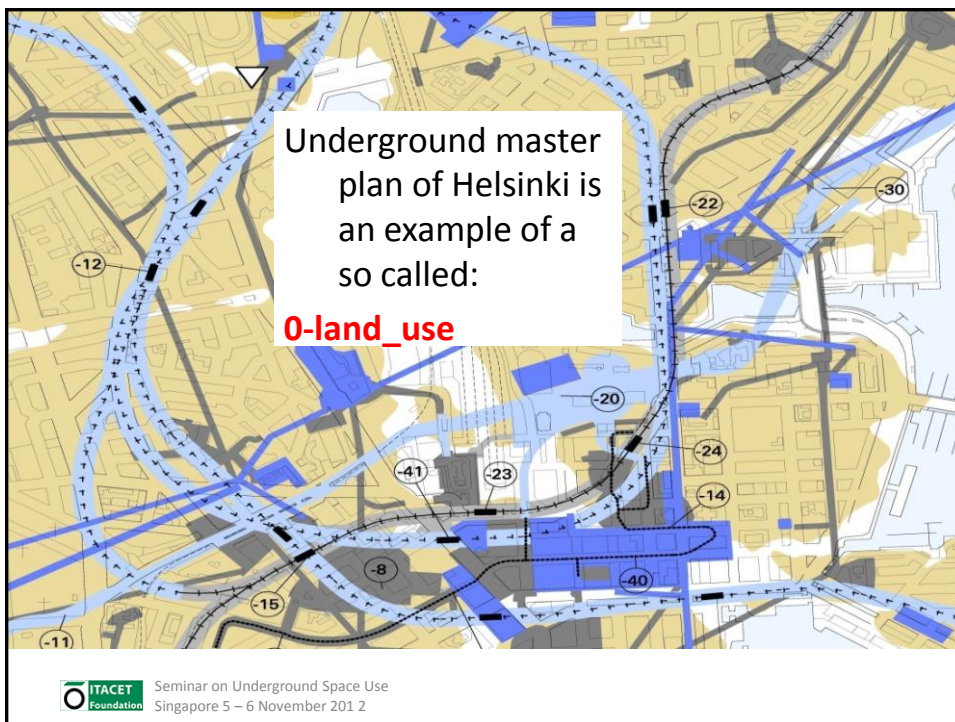 Underground master
plan of Helsinki is
an example of a
so called:
0-land_use
-12
-22
-30
-20
-24
-41
-23
-14
-8
-40
-15
-11
ITACET
Foundation
Seminar on Underground Space Use
Singapore 5 – 6 November 201 2